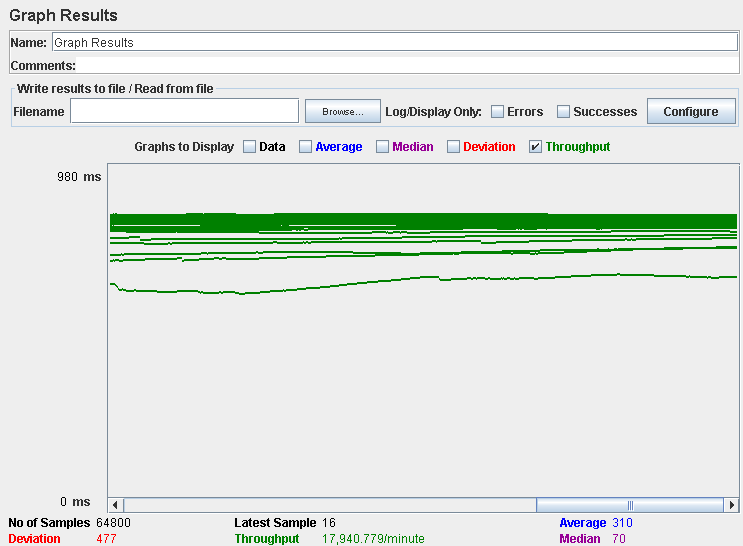 Graph Results
Name: Graph Results
Comments:
Write results to file / Read from file
Filename Browse... Log/Display Only: Errors Successes Configure
Graphs to Display Data Average Median Deviation Throughput
980 ms
0 ms
No of Samples 64800 Latest Sample 16 Average 310
Deviation 477 Throughput 17,940.779/minute Median 70